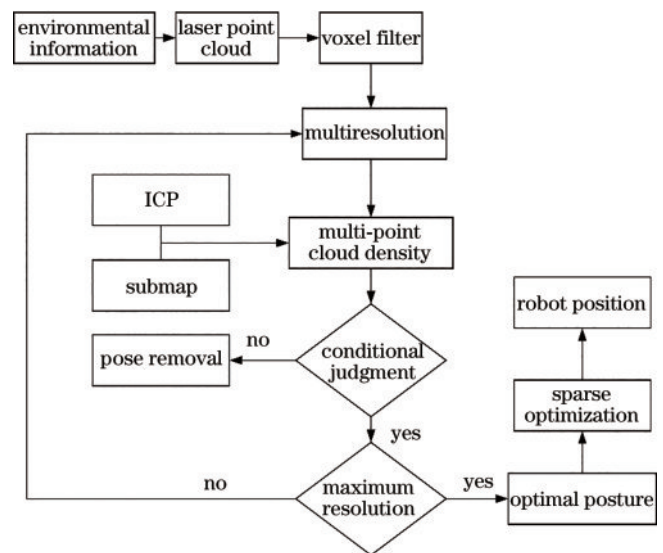 environmental
information
laser point
cloud
voxel filter
multiresolution
ICP
multi-point
cloud density
submap
robot position
pose removal
no
conditional
judgment
sparse
optimization
yes
no
maximum
resolution
yes
optimal posture